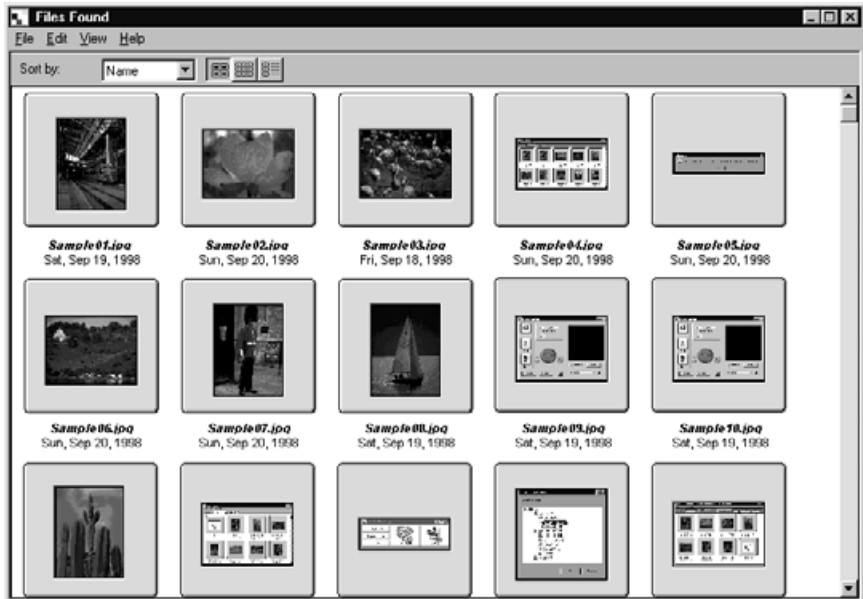 Files Found
File Edit View Help
Sort by: Name
Sample01.jpg Sample02.jpg Sample03.jpg Sample04.jpg Sample05.jpg
Sat, Sep 19, 1998 Sun, Sep 20, 1998 Fri, Sep 18, 1998 Sun, Sep 20, 1998 Sun, Sep 20, 1998
Sample06.jpg Sample07.jpg Sample08.jpg Sample09.jpg Sample10.jpg
Sun, Sep 20, 1998 Sun, Sep 20, 1998 Sat, Sep 19, 1998 Sat, Sep 19, 1998 Sat, Sep 19, 1998